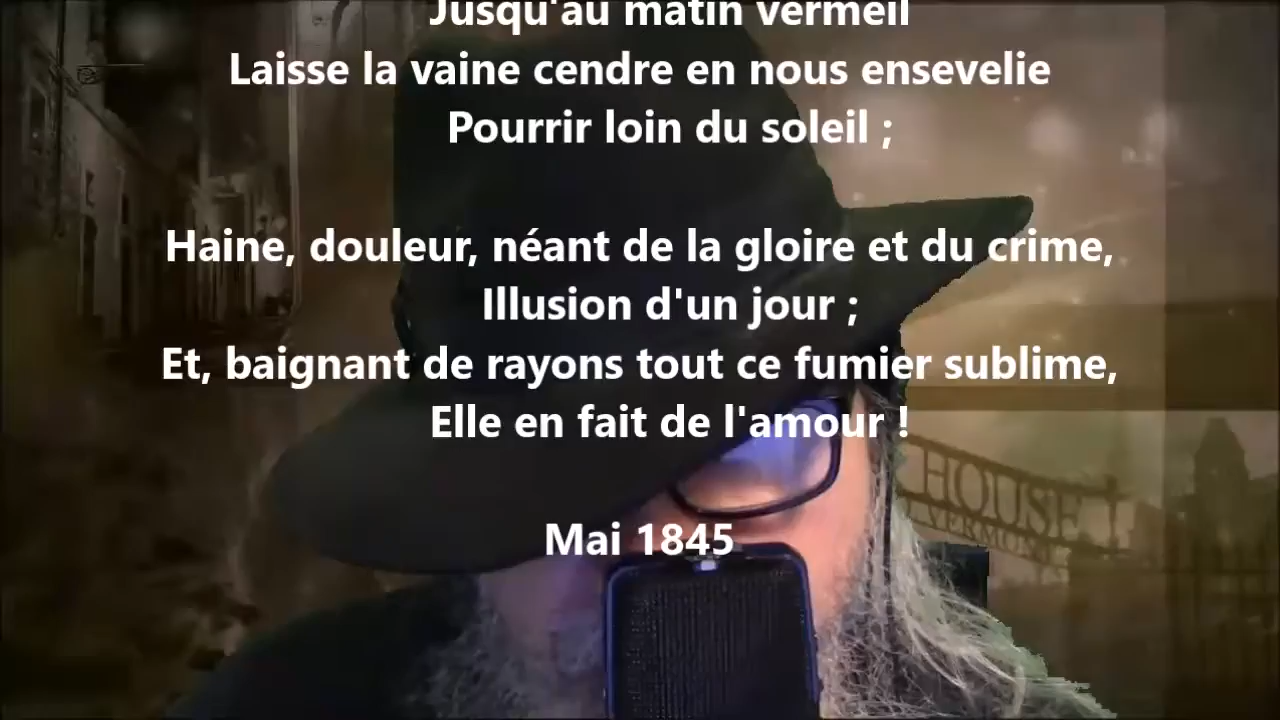 Jusqu'au matin vermeil
Laisse la vaine cendre en nous ensevelie
Pourrir loin du soleil ;
Haine, douleur, néant de la gloire et du crime,
Illusion d'un jour ;
Et, baignant de rayons tout ce fumier sublime,
Elle en fait de l'amour !
Mai 1845
HOUSE
VERMONT